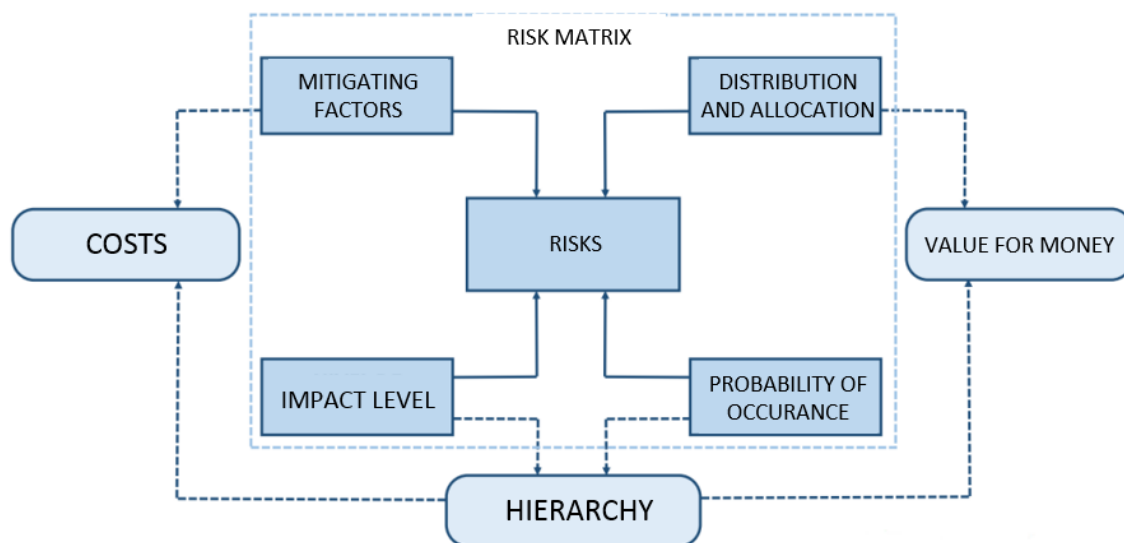 RISK MATRIX
MITIGATING
FACTORS
DISTRIBUTION
AND ALLOCATION
COSTS
RISKS
VALUE FOR MONEY
IMPACT LEVEL
PROBABILITY OF
OCCURANCE
HIERARCHY